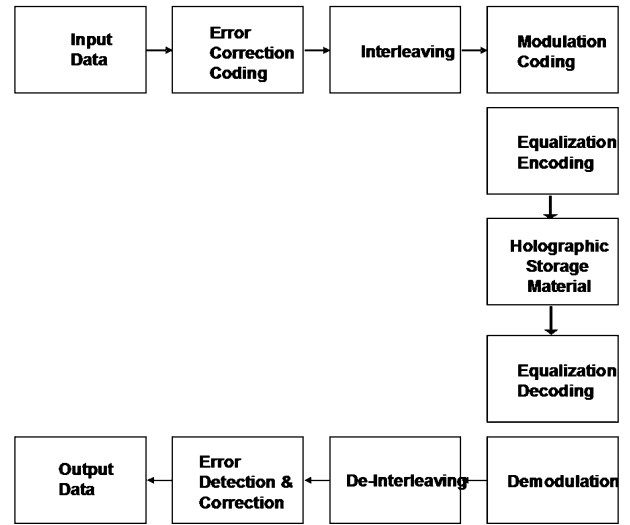 Input
Data
Error
Correction
Coding
Interleaving
Modulation
Coding
Equalization
Encoding
Holographic
Storage
Material
Equalization
Decoding
Output
Data
Error
Detection &
Correction
De-Interleaving
Demodulation